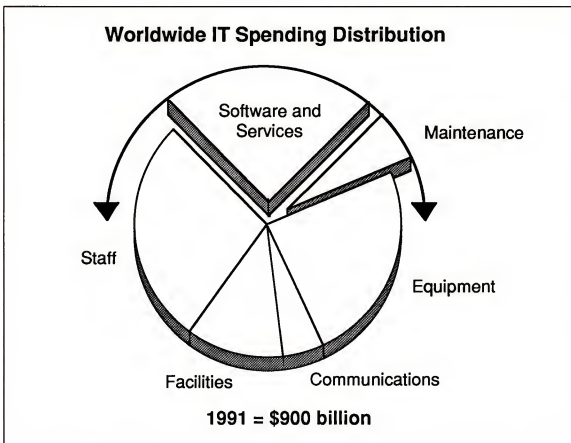 Worldwide IT Spending Distribution
Software and
Services
Maintenance
Staff
Equipment
Facilities
Communications
1991 = $900 billion